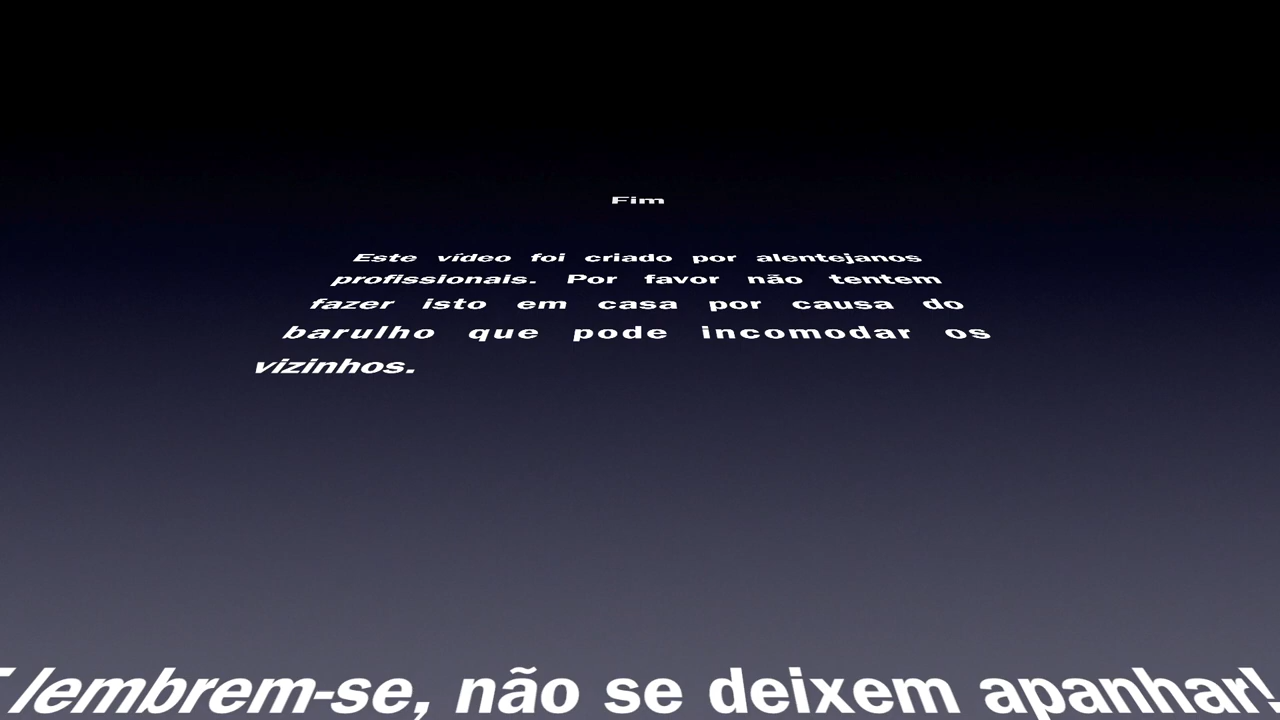 Fim
Este vídeo foi criado por alentejanos
profissionais. Por favor não tentem
fazer isto em casa por causa do
barulho que pode incomodar os
vizinhos.
lembrem-se, não se deixem apanhar!